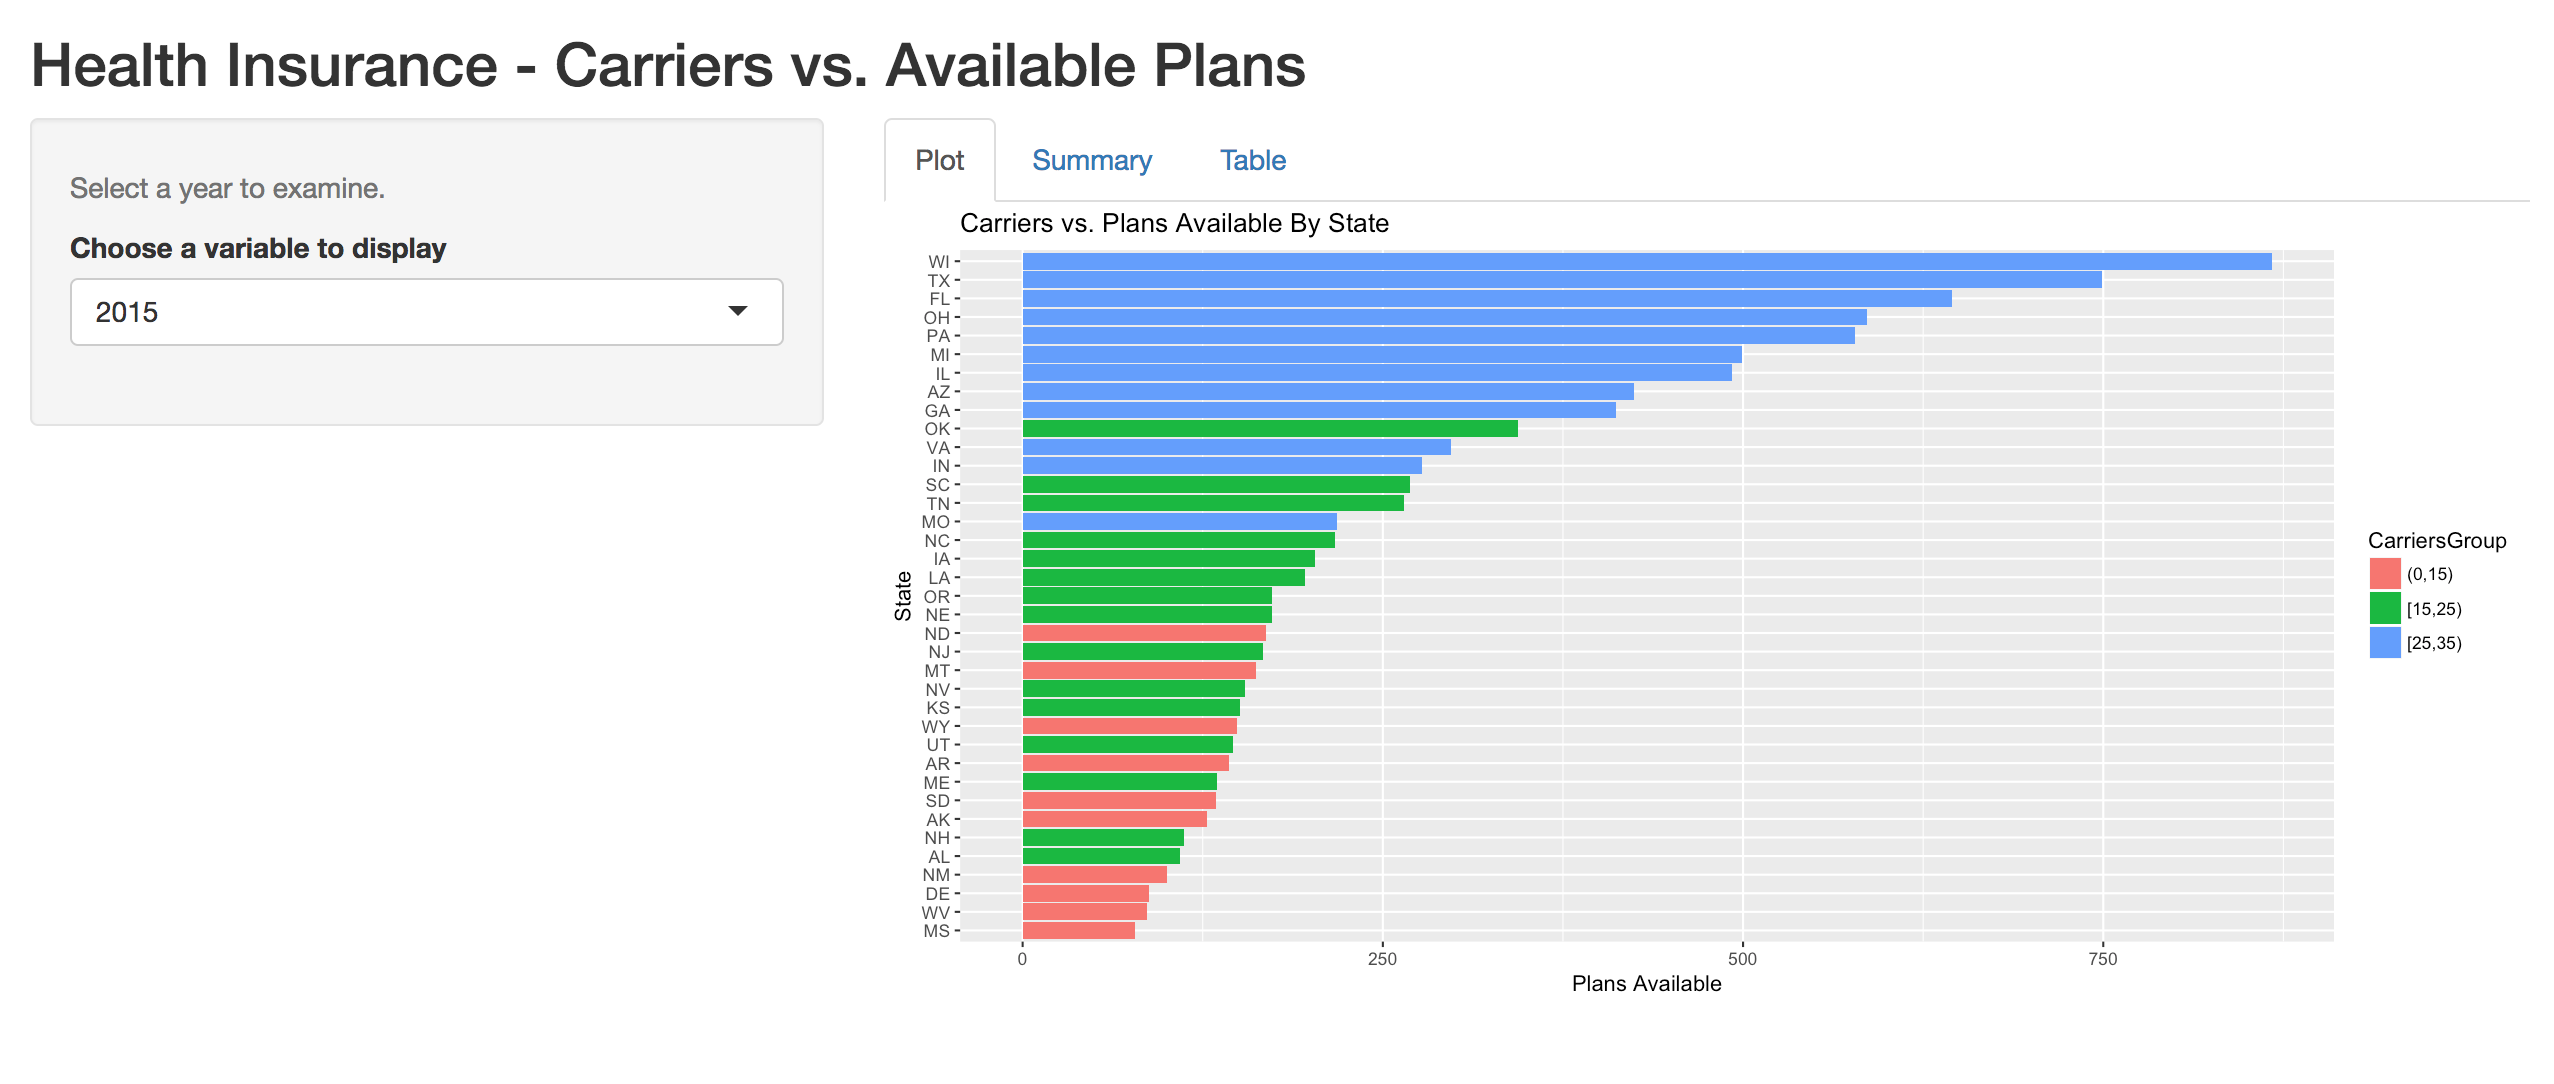 Health Insurance - Carriers vs. Available Plans
Select a year to examine.
Choose a variable to display
2015
Plot
Summary
Table
Carriers vs. Plans Available By State
State
WI
TX
FL
OH
PA
MI
IL
AZ
GA
OK
VA
IN
SC
TN
MO
NC
IA
LA
OR
NE
ND
NJ
MT
NV
KS
WY
UT
AR
ME
SD
AK
NH
AL
NM
DE
WV
MS
0 250 500 750
Plans Available
CarriersGroup
(0,15)
[15,25)
[25,35)